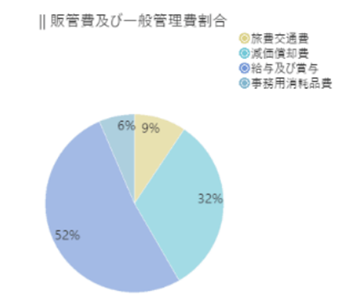 || 販管費及び一般管理費割合
旅費交通費
減価償却費
給与及び賞与
事務用消耗品費
6%
9%
32%
52%